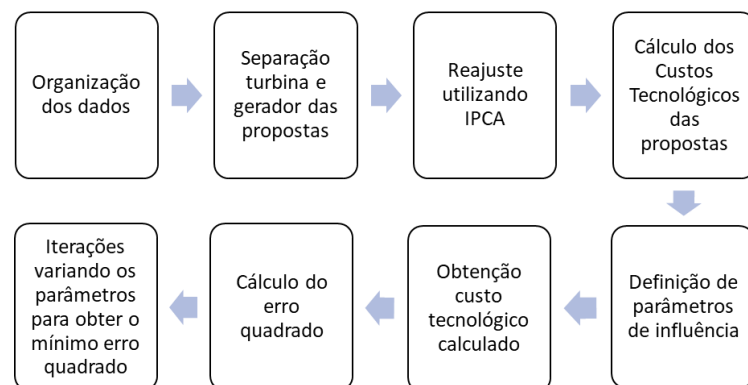 Organização
dos dados
Separação
turbina e
gerador das
propostas
Reajuste
utilizando
IPCA
Cálculo dos
Custos
Tecnológicos
das
propostas
Definição de
parâmetros
de influência
Obtenção
custo
tecnológico
calculado
Cálculo do
erro
quadrado
Iterações
variando os
parâmetros
para obter o
mínimo erro
quadrado